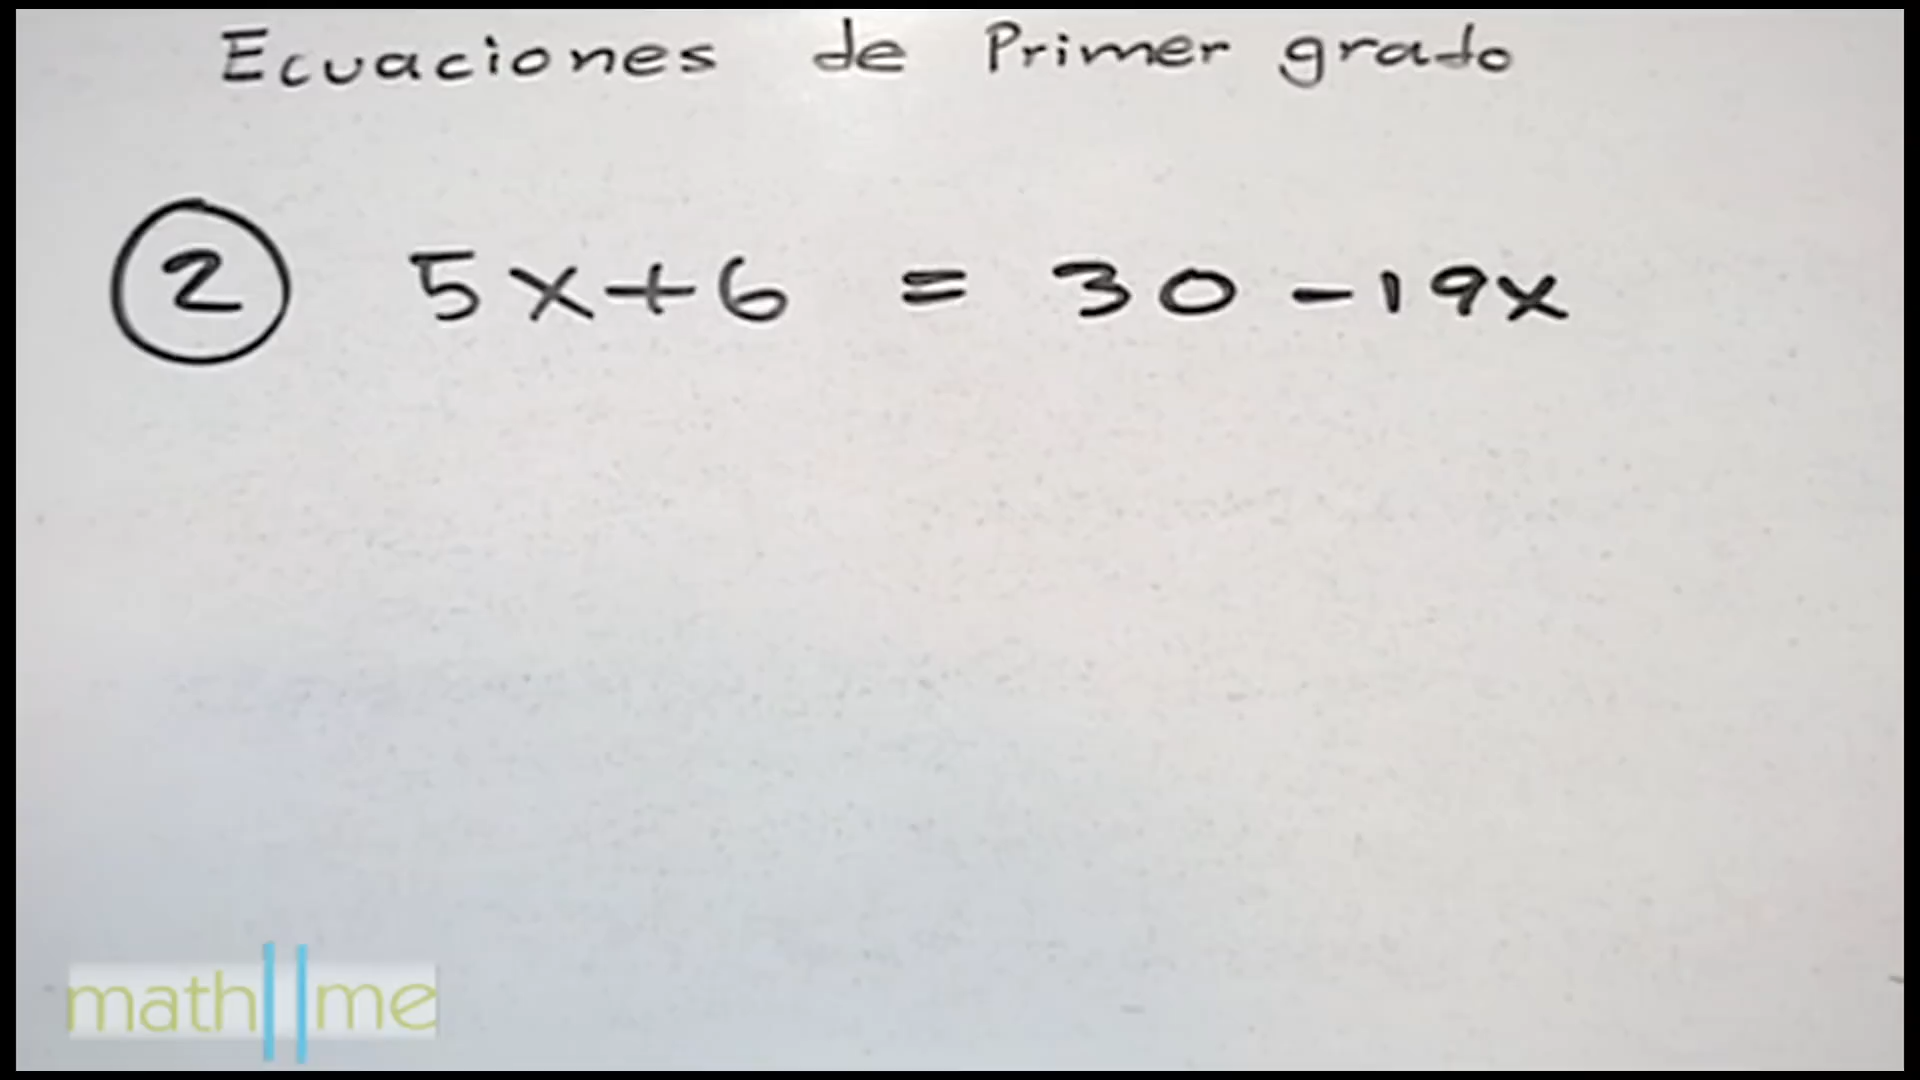 Ecuaciones de Primer grado
2 5x+6 = 30 -19x
math||me